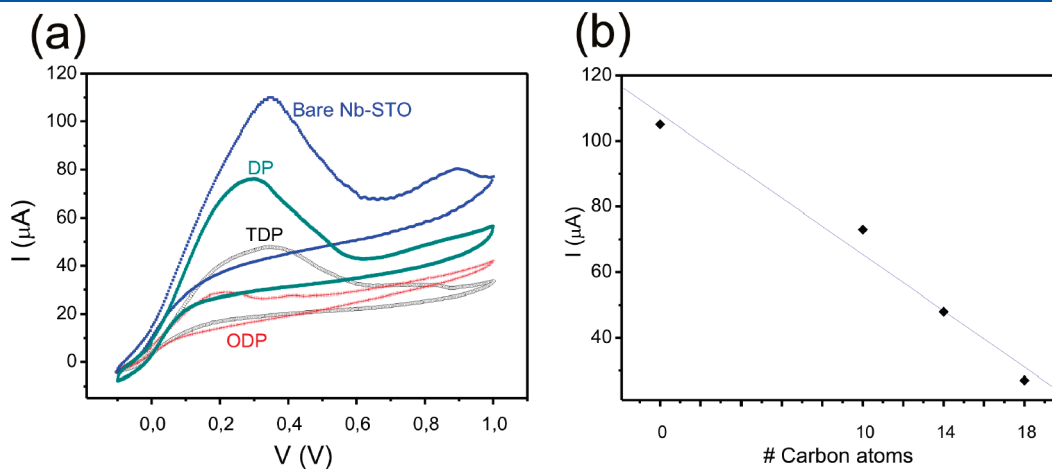 (a)
120
100
80
60
40
20
0
I (μA)
Bare Nb-STO
DP
TDP
ODP
0,0 0,2 0,4 0,6 0,8 1,0
V (V)
(b)
120
100
80
60
40
I (μA)
0 10 14 18
# Carbon atoms